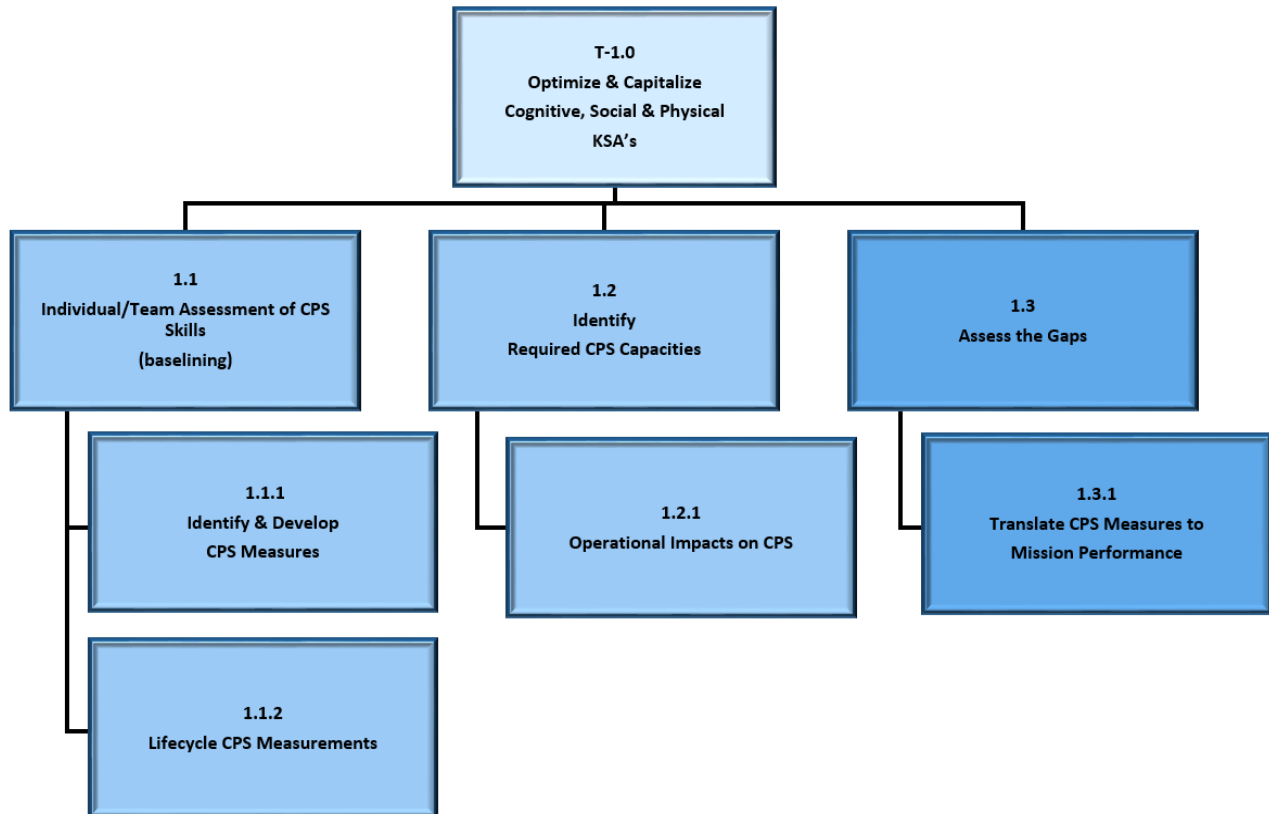 T-1.0
Optimize & Capitalize
Cognitive, Social & Physical
KSA’s
1.1
Individual/Team Assessment of CPS
Skills
(baselining)
1.2
Identify
Required CPS Capacities
1.3
Assess the Gaps
1.1.1
Identify & Develop
CPS Measures
1.2.1
Operational Impacts on CPS
1.3.1
Translate CPS Measures to
Mission Performance
1.1.2
Lifecycle CPS Measurements